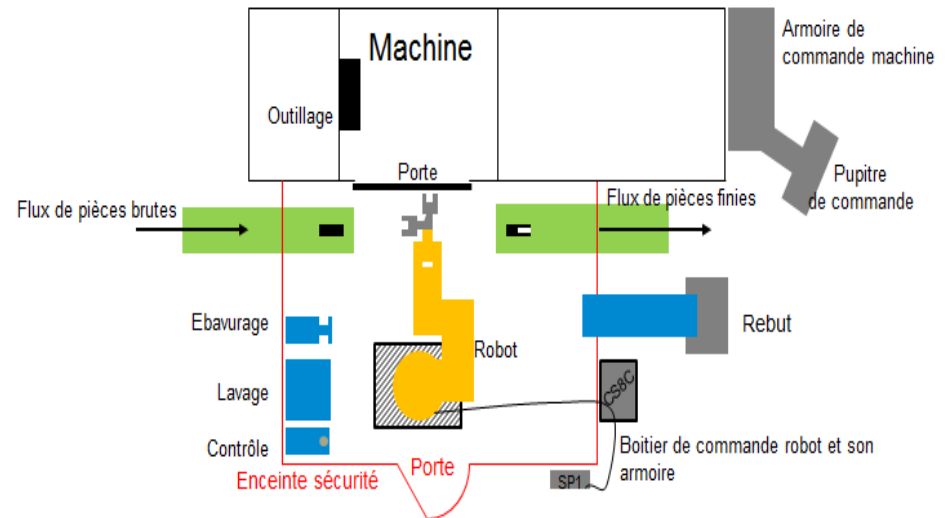 Machine
Armoire de
commande machine
Outillage
Porte
Pupitre
de commande
Flux de pièces brutes
Flux de pièces finies
Ebavurage
Robot
Rebut
Lavage
CS8C
Contrôle
Boitier de commande robot et son
armoire
Enceinte sécurité
Porte
SP1